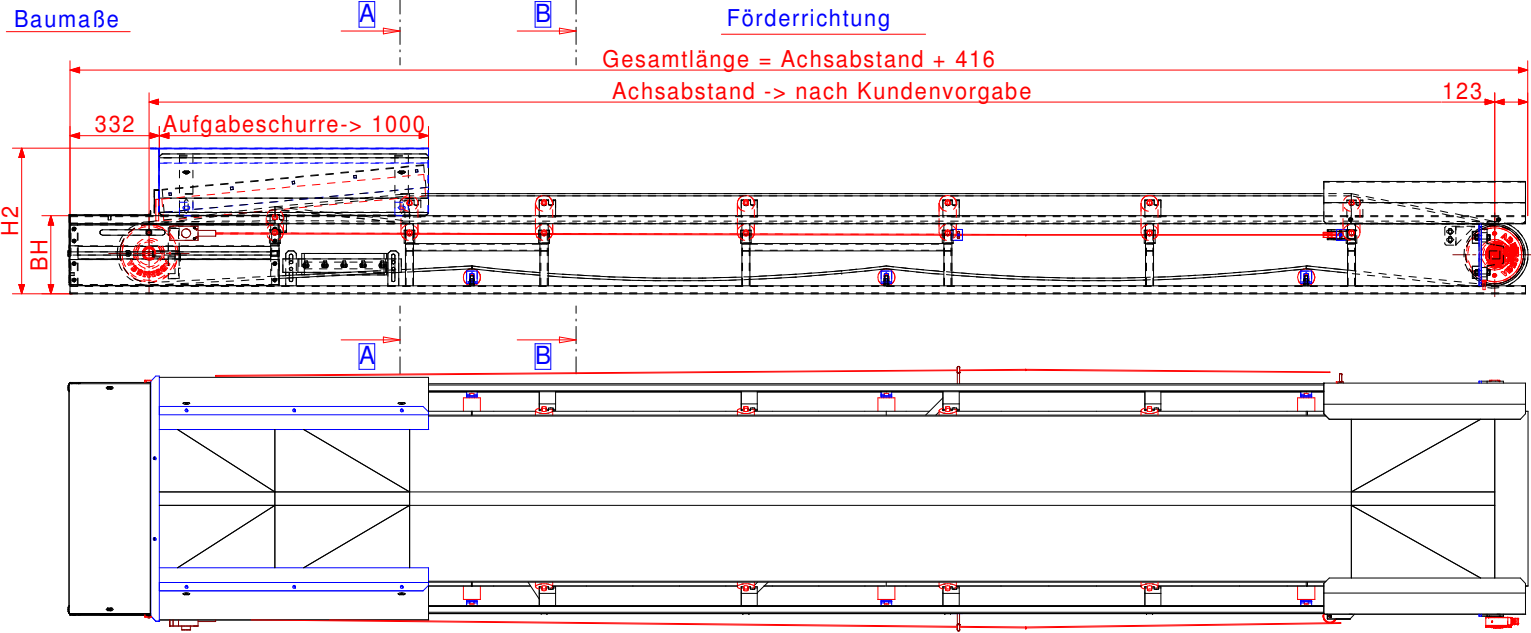 Baumaße
A
B
Förderrichtung
Gesamtlänge = Achsabstand + 416
Achsabstand -> nach Kundenvorgabe
123
332
Aufgabeschurre-> 1000
H2
BH
A
B